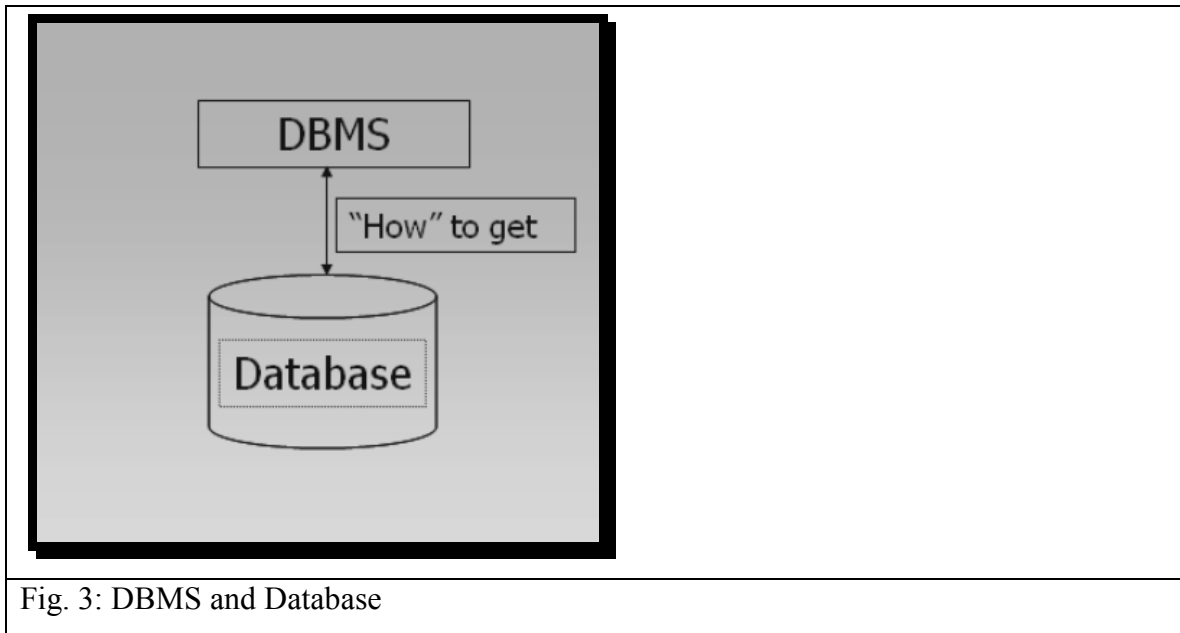 DBMS
“How” to get
Database
Fig. 3: DBMS and Database